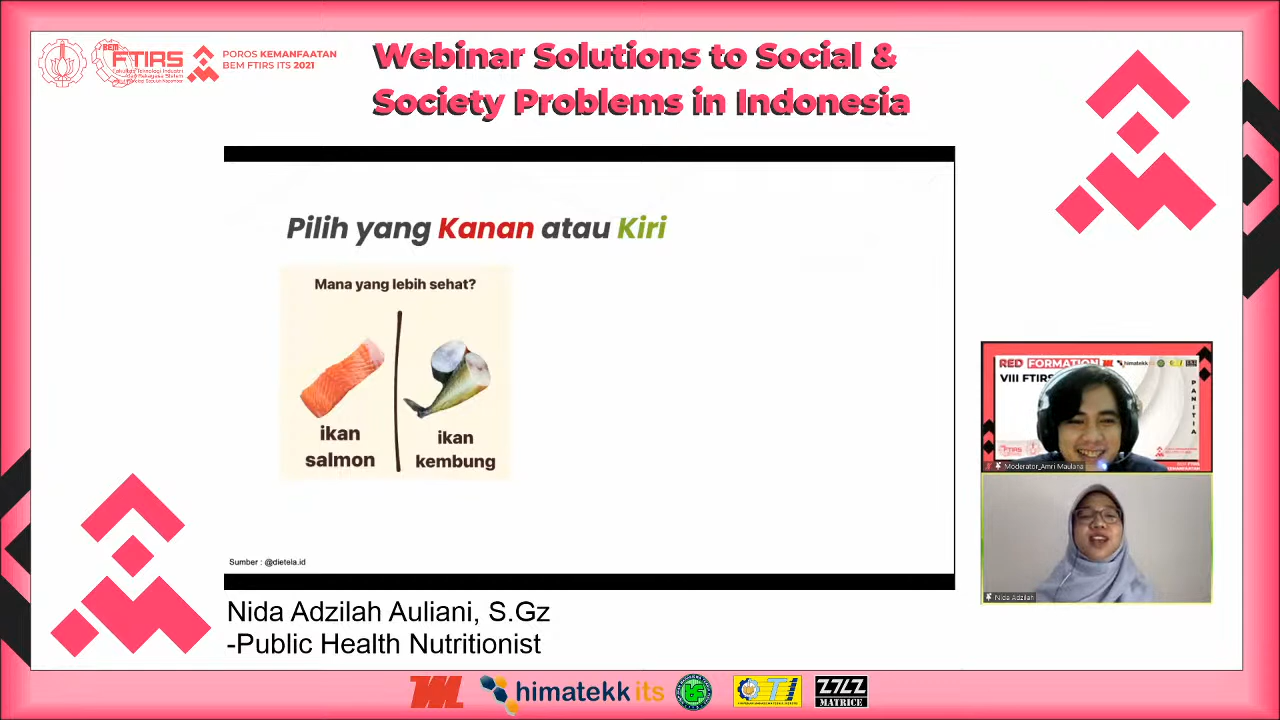 BEM
FTIRS
POROS KEMANFAATAN
BEM FTIRS ITS 2021
Webinar Solutions to Social &
Society Problems in Indonesia
Pilih yang Kanan atau Kiri
Mana yang lebih sehat?
ikan
salmon
ikan
kembung
Sumber : @dietela.id
RED FORMATION
himatekk
VIII FTIRS
PANITIA
FTIRS
Moderator_Amri Maulana
Nida Adzilah
Nida Adzilah Auliani, S.Gz
-Public Health Nutritionist
himatekk its
MATRICE